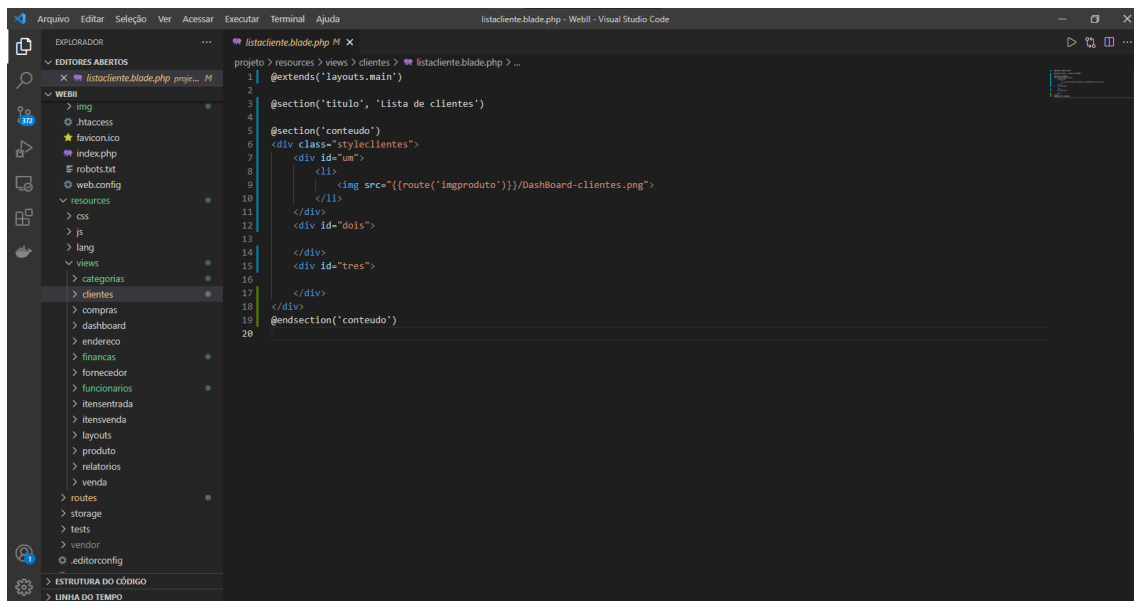 Arquivo Editar Seleção Ver Acessar Executar Terminal Ajuda
listacliente.blade.php - WebII - Visual Studio Code
EXPLORADOR
listacliente.blade.php M
EDITORES ABERTOS
listacliente.blade.php proje... M
WEBII
img
.htaccess
favicon.ico
index.php
robots.txt
web.config
resources
css
js
lang
views
categorias
clientes
compras
dashboard
endereco
financas
fornecedor
funcionarios
itensentrada
itensvenda
layouts
produto
relatorios
venda
routes
storage
tests
vendor
.editorconfig
ESTRUTURA DO CÓDIGO
LINHA DO TEMPO
372
1
projeto > resources > views > clientes > listacliente.blade.php > ...
1 @extends('layouts.main')
2
3 @section('titulo', 'Lista de clientes')
4
5 @section('conteudo')
6 <div class="styleclientes">
7 <div id="um">
8 <li>
9 <img src="{{route('imgproduto')}}/DashBoard-clientes.png">
10 </li>
11 </div>
12 <div id="dois">
13
14 </div>
15 <div id="tres">
16
17 </div>
18 </div>
19 @endsection('conteudo')
20